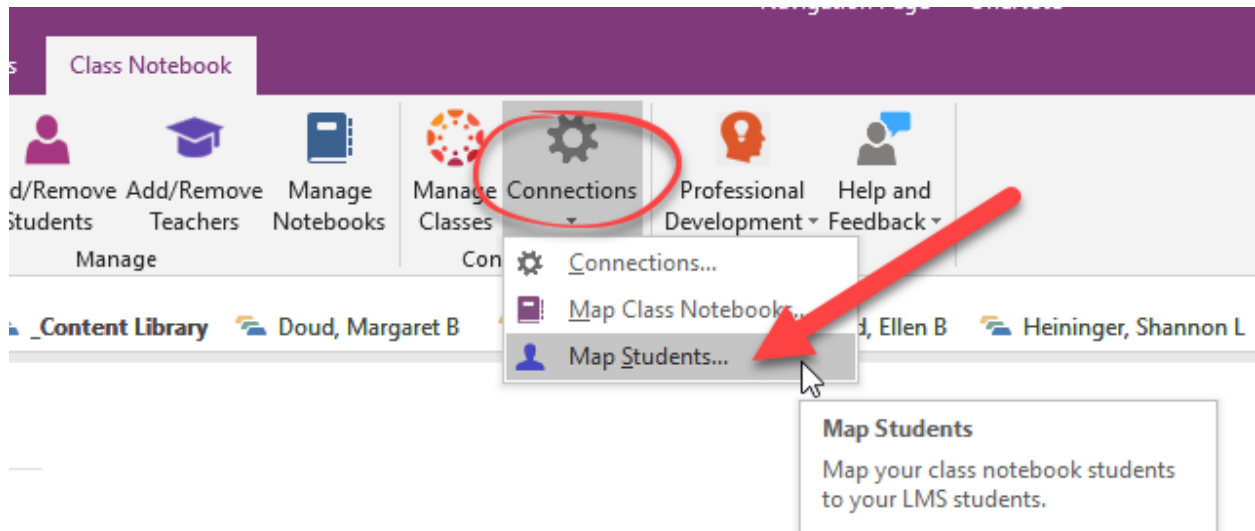 Class Notebook
d/Remove Add/Remove Manage Manage Connections Professional Help and
Students Teachers Notebooks Classes Development Feedback
Manage Con
Connections...
_Content Library Doud, Margaret B d, Ellen B Heininger, Shannon L
Map Class Notebooks...
Map Students...
Map Students
Map your class notebook students
to your LMS students.